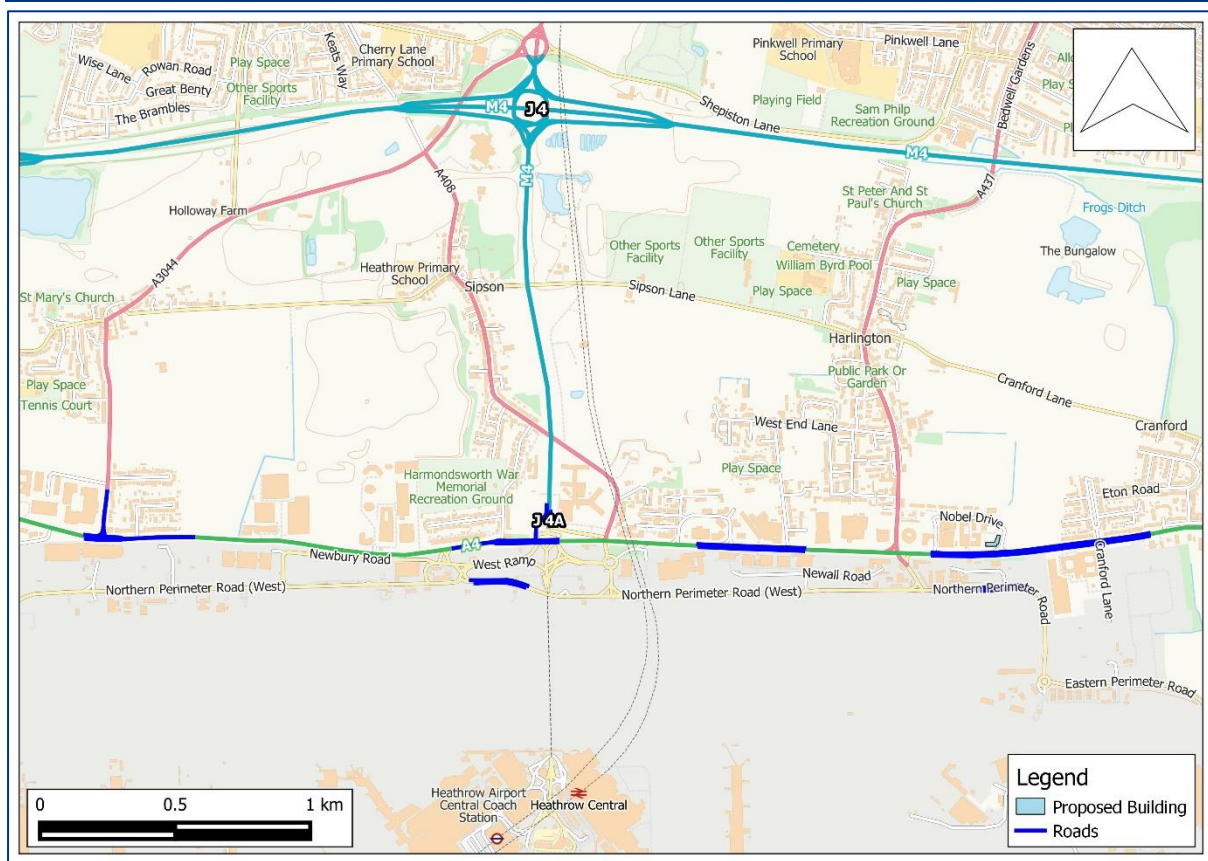 Cherry Lane
Primary School
Keats Way
Wise Lane
Rowan Road
Great Benty
The Brambles
Play Space
Other Sports
Facility
M4
J4
Pinkwell Primary
School
Pinkwell Lane
Bedwell Gardens
Playing Field
Shepiston Lane
Sam Philp
Recreation Ground
M4
M4
A408
A437
St Peter And St
Paul's Church
Frogs Ditch
Holloway Farm
A3044
Other Sports
Facility
Other Sports
Facility
Cemetery
William Byrd Pool
Play Space
Play Space
The Bungalow
Heathrow Primary
School
Sipson
Sipson Lane
St Mary's Church
Harlington
Public Park Or
Garden
Cranford Lane
Cranford
Play Space
Tennis Court
West End Lane
Play Space
Harmondsworth War
Memorial
Recreation Ground
Eton Road
J4A
Nobel Drive
A4
Newbury Road
West Ramp
Newall Road
Cranford Lane
Northern Perimeter Road (West)
Northern Perimeter Road (West)
Northern Perimeter
Road
Eastern Perimeter Road
Heathrow Airport
Central Coach
Station
Heathrow Central
0 0.5 1 km
Legend
Proposed Building
Roads